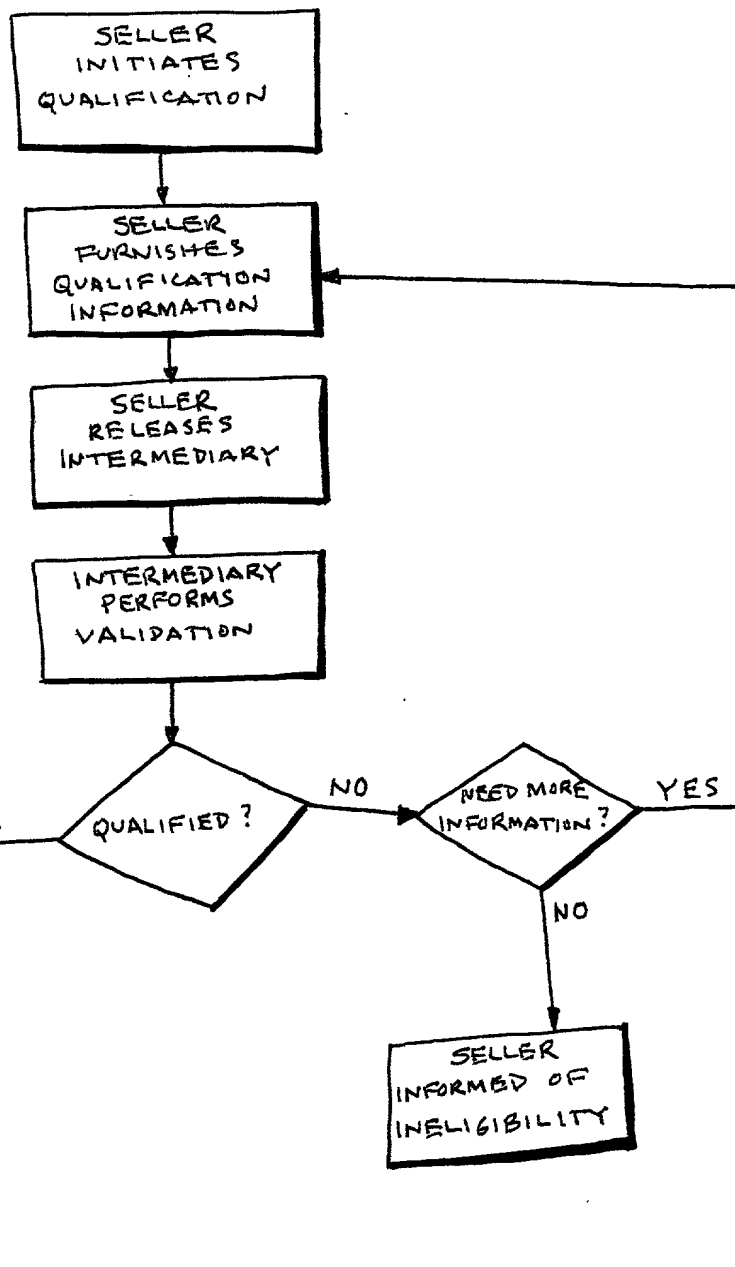 SELLER
INITIATES
QUALIFICATION
SELLER
FURNISHES
QUALIFICATION
INFORMATION
SELLER
RELEASES
INTERMEDIARY
INTERMEDIARY
PERFORMS
VALIDATION
QUALIFIED?
NO
NEED MORE
INFORMATION?
YES
NO
SELLER
INFORMED OF
INELIGIBILITY